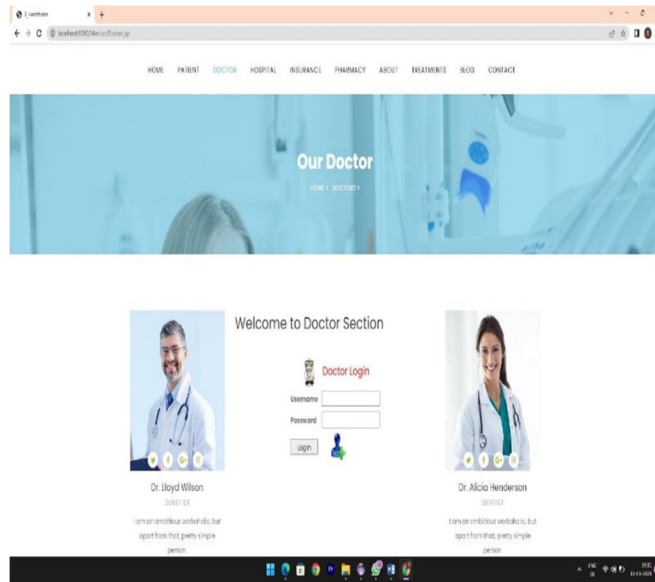 HOME PATIENT DOCTOR HOSPITAL INSURANCE PHARMACY ABOUT TREATMENTS BLOG CONTACT
Our Doctor
HOME > DOCTORS >
Welcome to Doctor Section
Doctor Login
Username
Password
Login
Dr. Lloyd Wilson
DENTIST
I am an ambitious workaholic, but
apart from that, pretty simple
person.
Dr. Alicia Henderson
DENTIST
I am an ambitious workaholic, but
apart from that, pretty simple
person